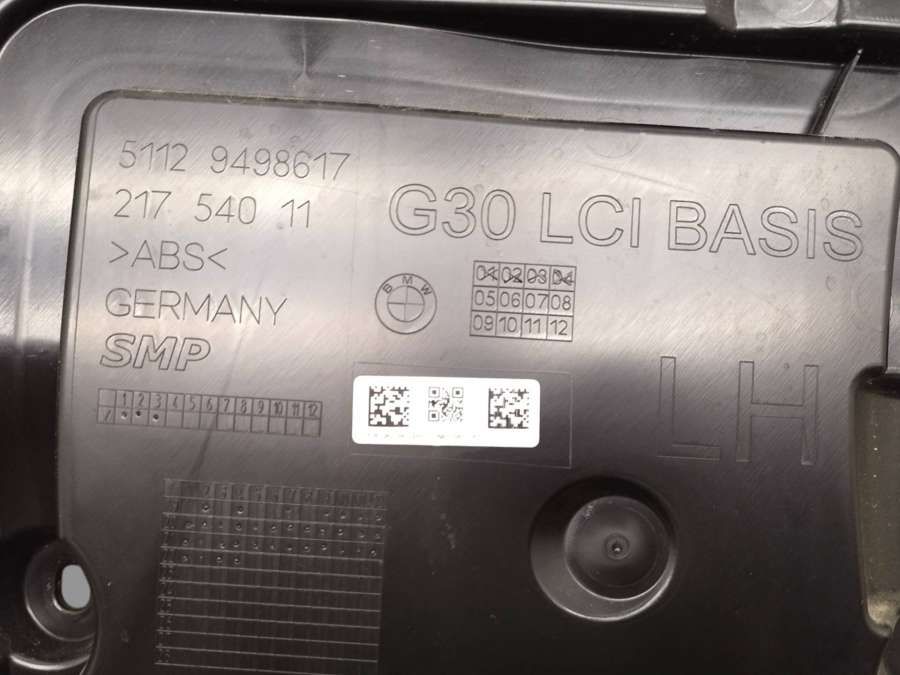 5112 9498617
217 540 11
>ABS<
GERMANY
SMP
G30 LCI BASIS
BMW
01 02 03 04
05 06 07 08
09 10 11 12
LH
1 2 3 4 5 6 7 8 9 10 11 12